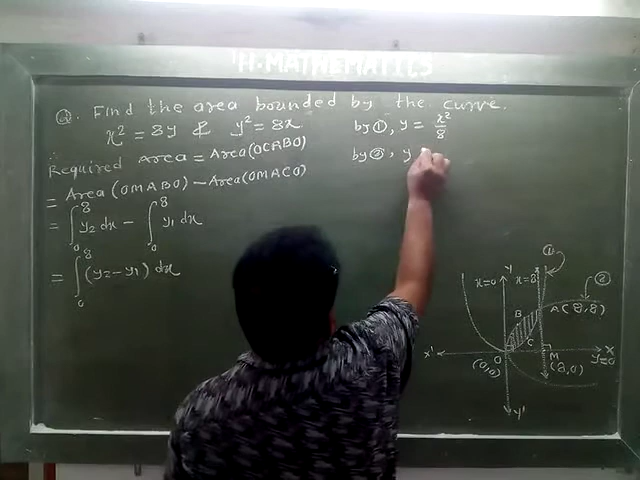 H-MATHEMATICS
Q. Find the area bounded by the curve.
x² = 8y & y² = 8x.
∴ Required area = Area(OCABO)
= Area (OMABO) - Area(OMACO)
= ∫₀⁸ y₂ dx - ∫₀⁸ y₁ dx
= ∫₀⁸ (y₂-y₁) dx
by ①, y = x²/8
by ②, y
①
②
x=0
Y
x=8
A(8,8)
B
C
O
(0,0)
X'
X
M
(8,0)
y=0
Y'